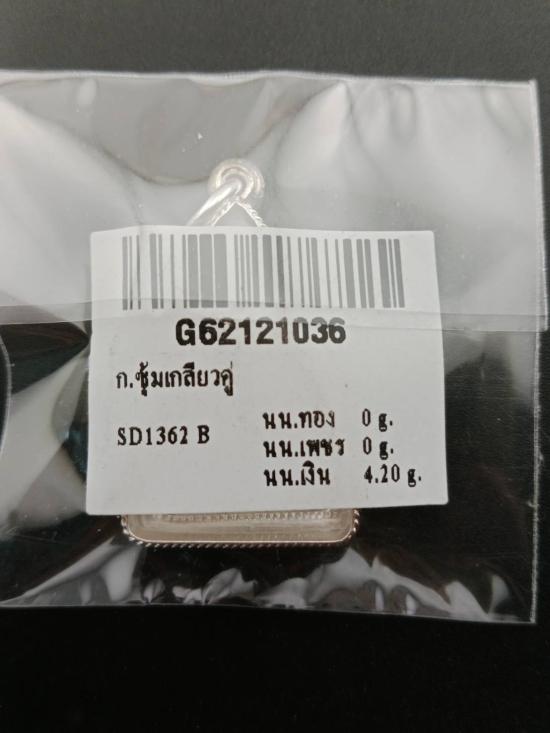 G62121036
ก.ซุ้มเกลียวคู่
SD1362 B
นน.ทอง 0 g.
นน.เพชร 0 g.
นน.เงิน 4.20 g.